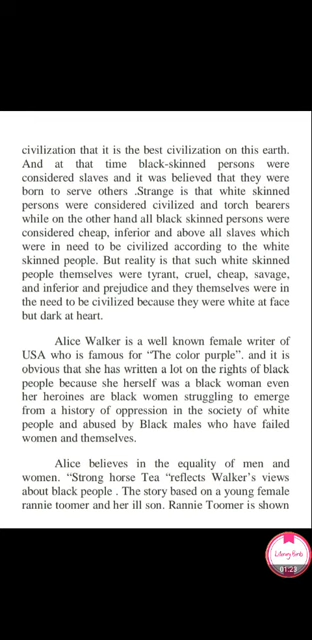 civilization that it is the best civilization on this earth.
And at that time black-skinned persons were
considered slaves and it was believed that they were
born to serve others .Strange is that white skinned
persons were considered civilized and torch bearers
while on the other hand all black skinned persons were
considered cheap, inferior and above all slaves which
were in need to be civilized according to the white
skinned people. But reality is that such white skinned
people themselves were tyrant, cruel, cheap, savage,
and inferior and prejudice and they themselves were in
the need to be civilized because they were white at face
but dark at heart.
Alice Walker is a well known female writer of
USA who is famous for “The color purple”. and it is
obvious that she has written a lot on the rights of black
people because she herself was a black woman even
her heroines are black women struggling to emerge
from a history of oppression in the society of white
people and abused by Black males who have failed
women and themselves.
Alice believes in the equality of men and
women. “Strong horse Tea “reflects Walker’s views
about black people . The story based on a young female
rannie toomer and her ill son. Rannie Toomer is shown
01:23